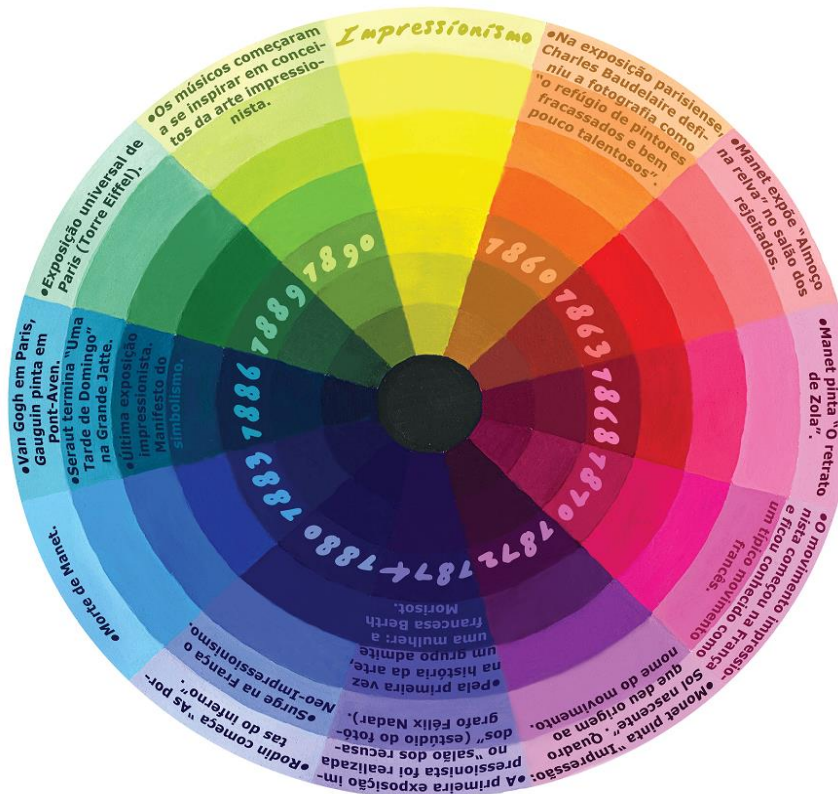 Impressionismo
1860
•Na exposição parisiense,
Charles Baudelaire defi-
niu a fotografia como
“o refúgio de pintores
fracassados e bem
pouco talentosos”.
1863
•Manet expõe “Almoço
na relva” no salão dos
rejeitados.
1868
•Manet pinta “O retrato
de Zola”.
1870
•O movimento impressio-
nista começou na França
e ficou conhecido como
um típico movimento
francês.
1872
•Monet pinta “Impressão:
Sol nascente”. Quadro
que deu origem ao
nome do movimento.
1874
•A primeira exposição im-
pressionista foi realizada
no “salão dos recusa-
dos” (estúdio do fotó-
grafo Félix Nadar).
•Pela primeira vez
na história da arte,
um grupo admite
uma mulher: a
francesa Berth
Morisot.
1880
•Rodin começa “As por-
tas do inferno”.
•Surge na França o
Neo-Impressionismo.
1883
•Morte de Manet.
1886
•Van Gogh em Paris,
Gauguin pinta em
Pont-Aven.
•Seraut termina “Uma
Tarde de Domingo”
na Grande Jatte.
•Última exposição
impressionista.
Manifesto do
simbolismo.
1889
•Exposição universal de
Paris (Torre Eiffel).
1890
•Os músicos começaram
a se inspirar em concei-
tos da arte impressio-
nista.